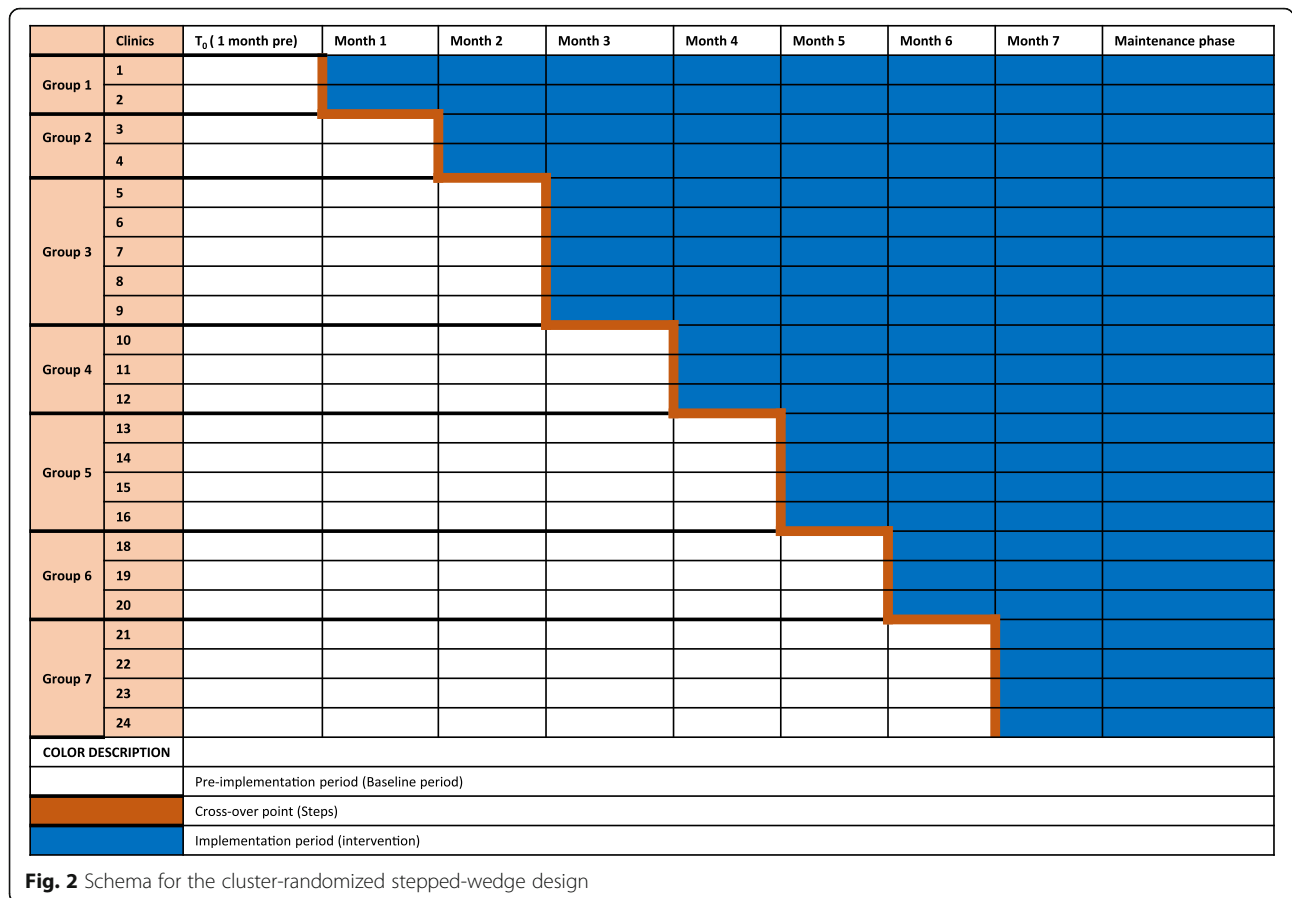 Clinics T0 ( 1 month pre) Month 1 Month 2 Month 3 Month 4 Month 5 Month 6 Month 7 Maintenance phase
Group 1
1
2
Group 2
3
4
Group 3
5
6
7
8
9
Group 4
10
11
12
Group 5
13
14
15
16
Group 6
18
19
20
Group 7
21
22
23
24
COLOR DESCRIPTION
Pre-implementation period (Baseline period)
Cross-over point (Steps)
Implementation period (intervention)
Fig. 2 Schema for the cluster-randomized stepped-wedge design